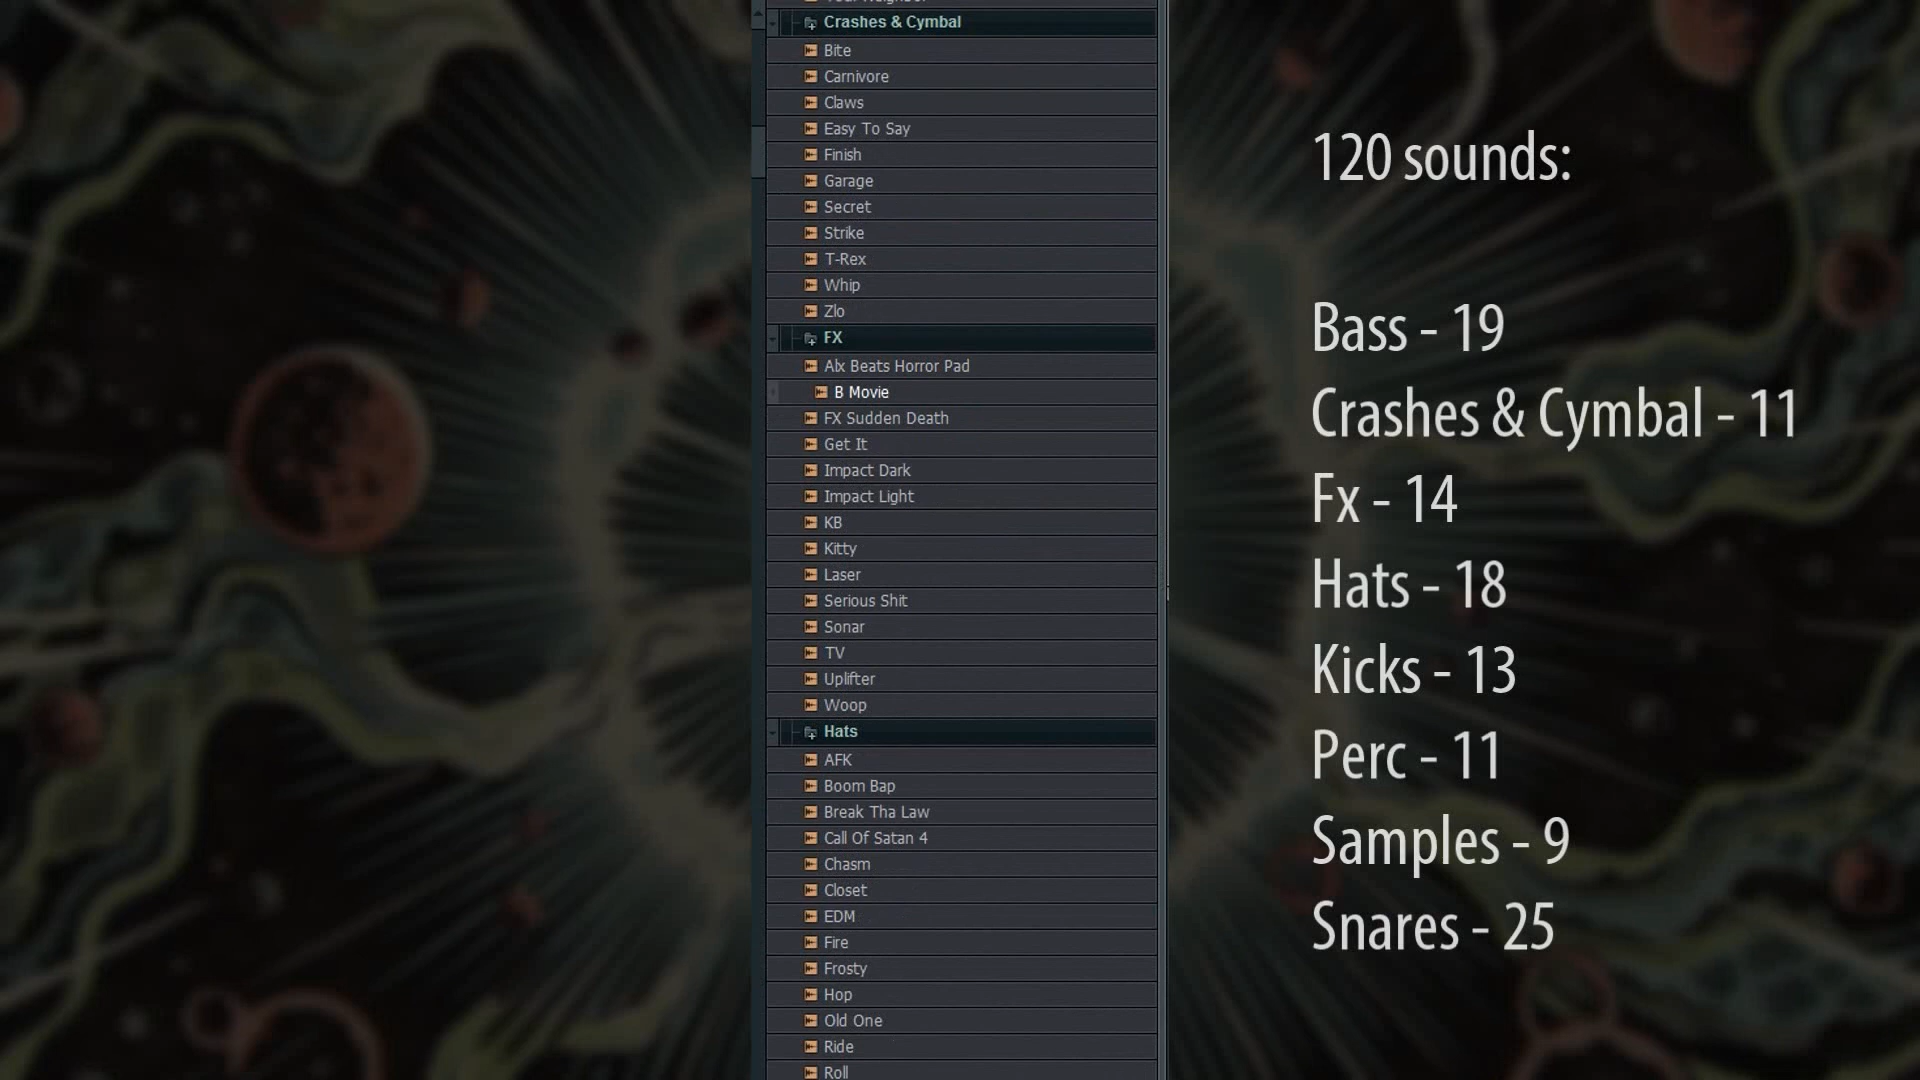 Crashes & Cymbal
Bite
Carnivore
Claws
Easy To Say
Finish
Garage
Secret
Strike
T-Rex
Whip
Zlo
FX
Alx Beats Horror Pad
B Movie
FX Sudden Death
Get It
Impact Dark
Impact Light
KB
Kitty
Laser
Serious Shit
Sonar
TV
Uplifter
Woop
Hats
AFK
Boom Bap
Break Tha Law
Call Of Satan 4
Chasm
Closet
EDM
Fire
Frosty
Hop
Old One
Ride
Roll
120 sounds:
Bass - 19
Crashes & Cymbal - 11
Fx - 14
Hats - 18
Kicks - 13
Perc - 11
Samples - 9
Snares - 25